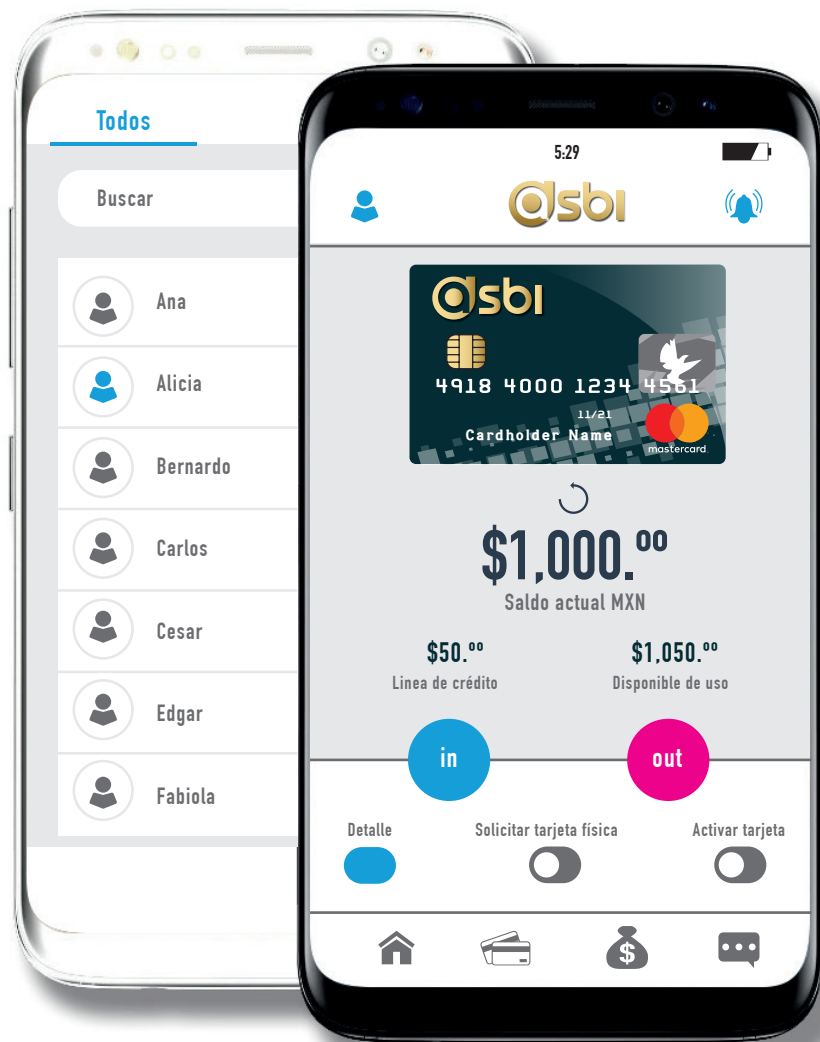 Todos
Buscar
Ana
Alicia
Bernardo
Carlos
Cesar
Edgar
Fabiola
5:29
asbi
asbi
4918 4000 1234 4561
11/21
Cardholder Name
mastercard.
$1,000.00
Saldo actual MXN
$50.00 $1,050.00
Linea de crédito Disponible de uso
in out
Detalle Solicitar tarjeta física Activar tarjeta
$